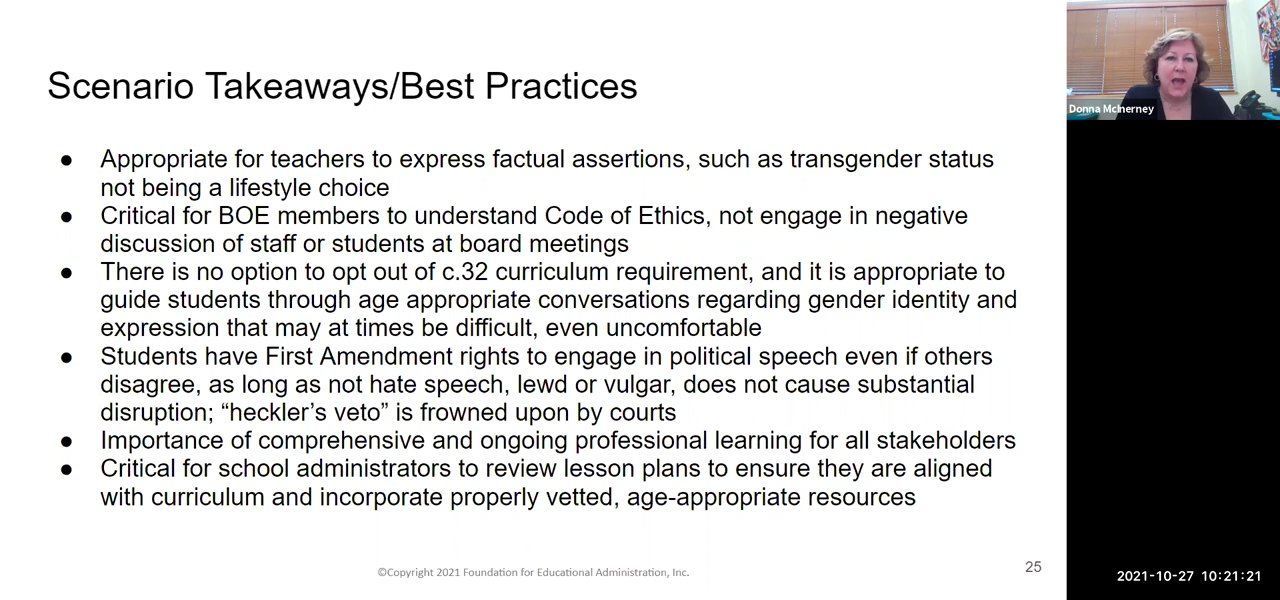 Scenario Takeaways/Best Practices
● Appropriate for teachers to express factual assertions, such as transgender status
not being a lifestyle choice
● Critical for BOE members to understand Code of Ethics, not engage in negative
discussion of staff or students at board meetings
● There is no option to opt out of c.32 curriculum requirement, and it is appropriate to
guide students through age appropriate conversations regarding gender identity and
expression that may at times be difficult, even uncomfortable
● Students have First Amendment rights to engage in political speech even if others
disagree, as long as not hate speech, lewd or vulgar, does not cause substantial
disruption; “heckler’s veto” is frowned upon by courts
● Importance of comprehensive and ongoing professional learning for all stakeholders
● Critical for school administrators to review lesson plans to ensure they are aligned
with curriculum and incorporate properly vetted, age-appropriate resources
©Copyright 2021 Foundation for Educational Administration, Inc.
25
Donna McInerney
2021-10-27 10:21:21